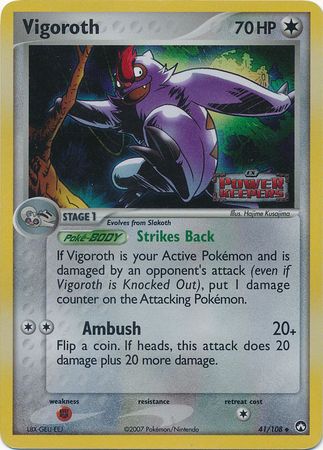 Vigoroth 70 HP
EX
POWER
KEEPERS
Illus. Hajime Kusajima
STAGE 1
Evolves from Slakoth
Poké-BODY Strikes Back
If Vigoroth is your Active Pokémon and is
damaged by an opponent's attack (even if
Vigoroth is Knocked Out), put 1 damage
counter on the Attacking Pokémon.
Ambush 20+
Flip a coin. If heads, this attack does 20
damage plus 20 more damage.
weakness resistance retreat cost
©2007 Pokémon/Nintendo 41/108